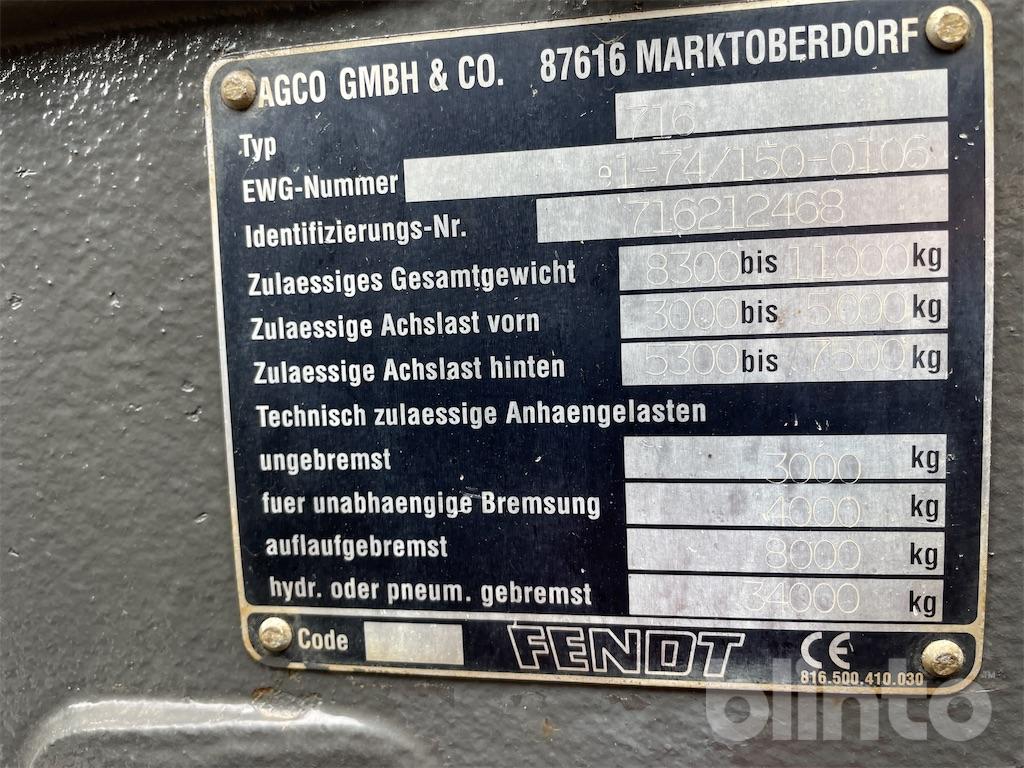 AGCO GMBH & CO. 87616 MARKTOBERDORF
Typ 716
EWG-Nummer e1-74/150-0106
Identifizierungs-Nr. 716212468
Zulaessiges Gesamtgewicht 8300 bis 11000 kg
Zulaessige Achslast vorn 3000 bis 5000 kg
Zulaessige Achslast hinten 5300 bis 7500 kg
Technisch zulaessige Anhaengelasten
ungebremst 3000 kg
fuer unabhaengige Bremsung 4000 kg
auflaufgebremst 8000 kg
hydr. oder pneum. gebremst 34000 kg
Code FENDT CE
816.500.410.030
blinto™